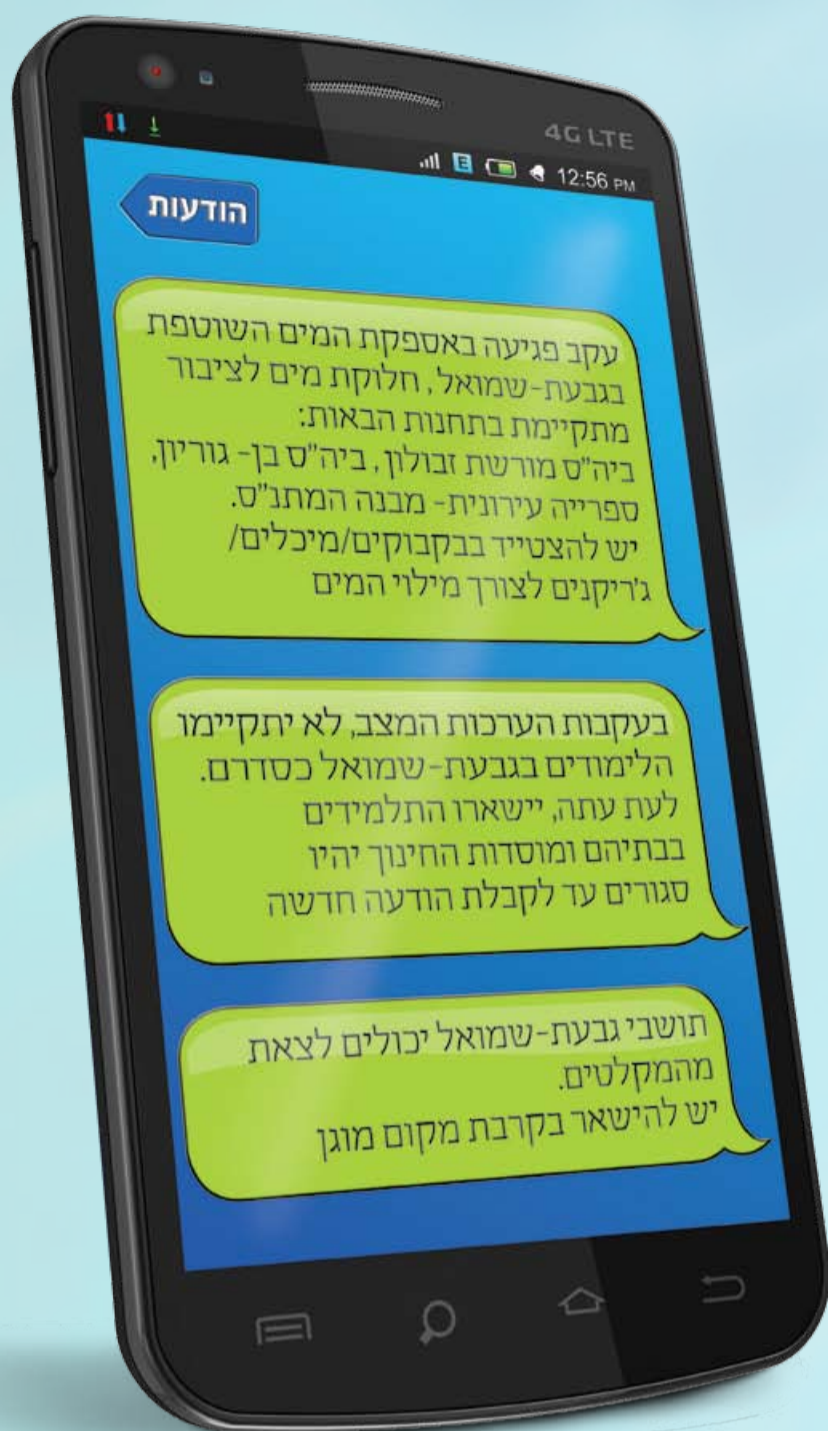 4G LTE
12:56 PM
הודעות
עקב פגיעה באספקת המים השוטפת
בגבעת-שמואל, חלוקת מים לציבור
מתקיימת בתחנות הבאות:
ביה"ס מורשת זבולון, ביה"ס בן- גוריון,
ספרייה עירונית- מבנה המתנ"ס.
יש להצטייד בבקבוקים/מיכלים/
ג'ריקנים לצורך מילוי המים
בעקבות הערכות המצב, לא יתקיימו
הלימודים בגבעת-שמואל כסדרם.
לעת עתה, יישארו התלמידים
בבתיהם ומוסדות החינוך יהיו
סגורים עד לקבלת הודעה חדשה
תושבי גבעת-שמואל יכולים לצאת
מהמקלטים.
יש להישאר בקרבת מקום מוגן